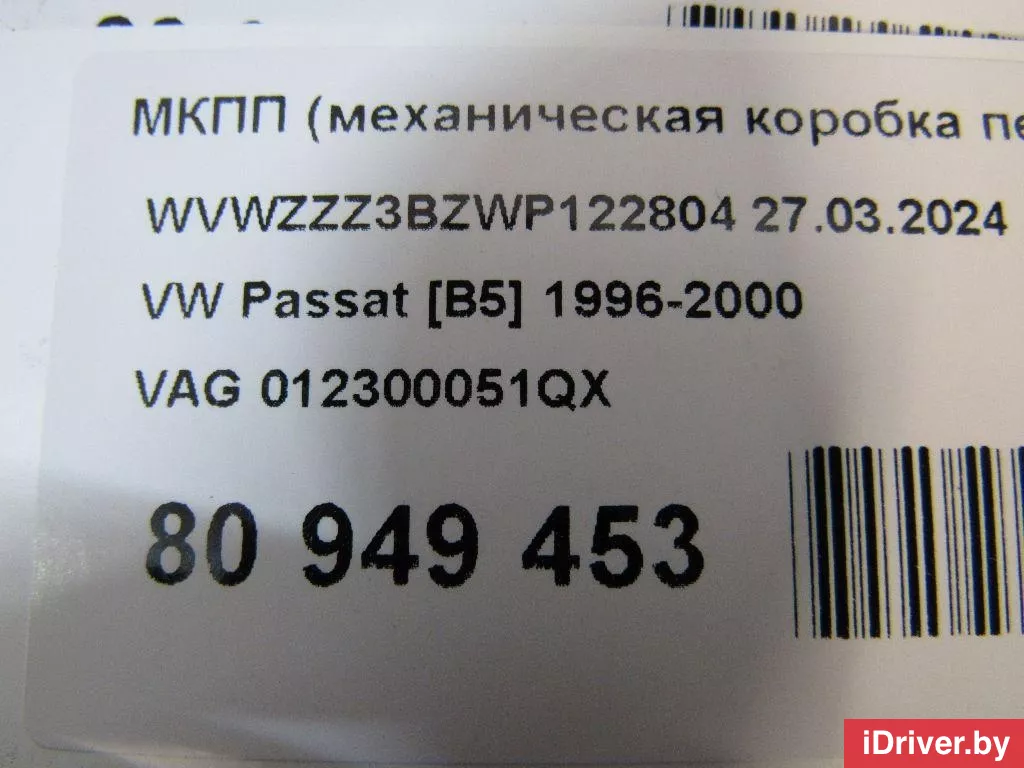 МКПП (механическая коробка пе
WVWZZZ3BZWP122804 27.03.2024
VW Passat [B5] 1996-2000
VAG 012300051QX
80 949 453
iDriver.by